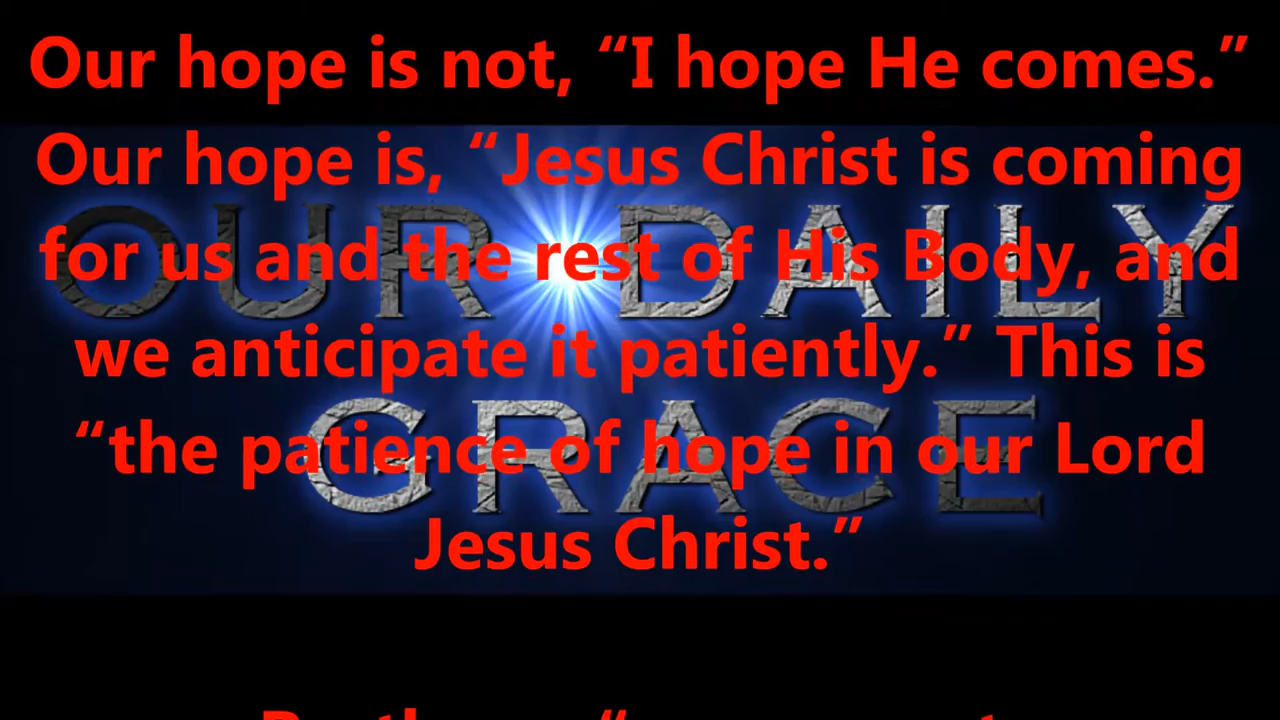 Our hope is not, “I hope He comes.”
Our hope is, “Jesus Christ is coming
for us and the rest of His Body, and
we anticipate it patiently.” This is
“the patience of hope in our Lord
Jesus Christ.”
OUR DAILY
GRACE